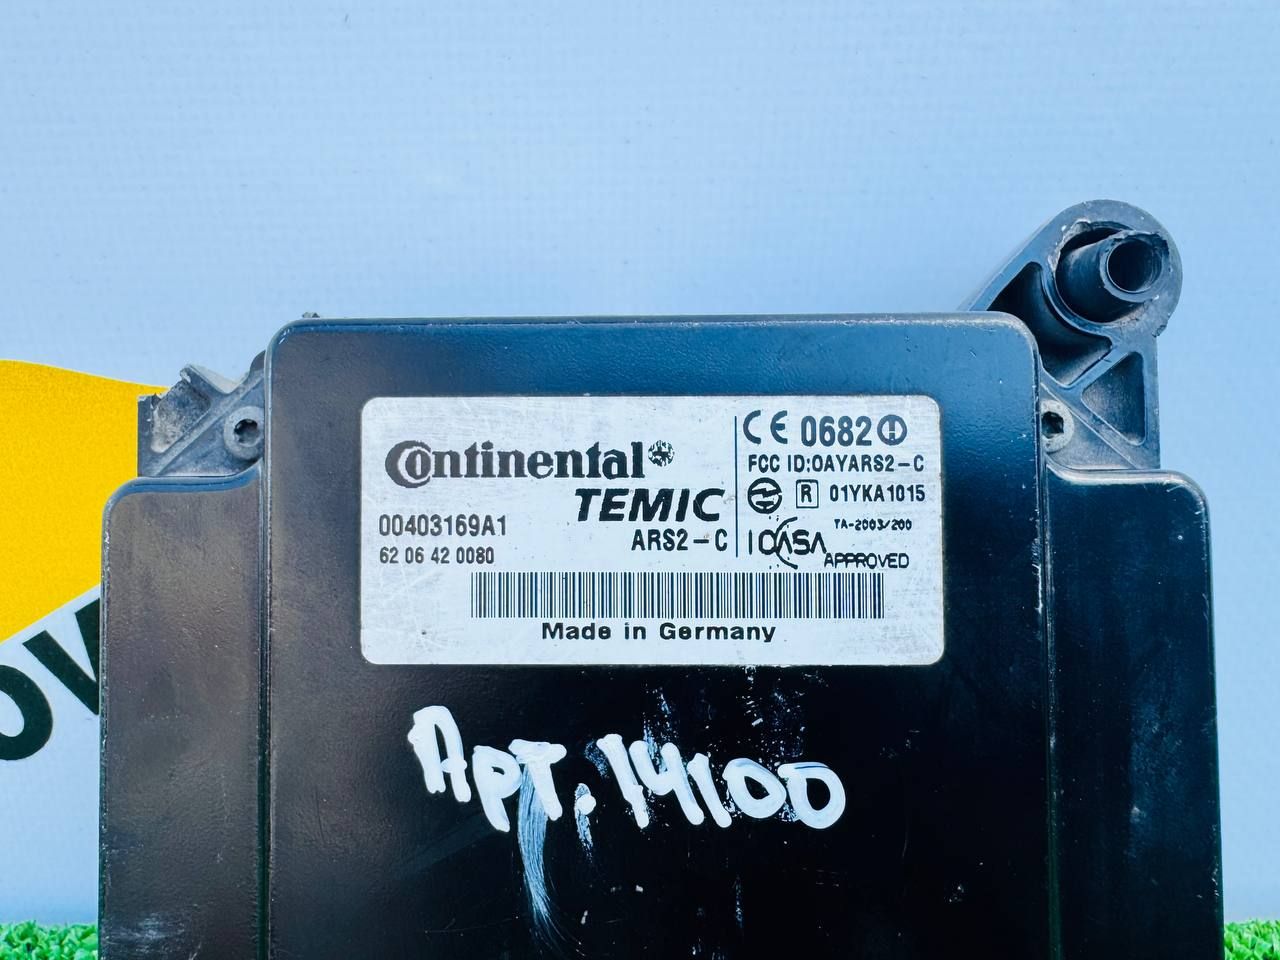 Continental
TEMIC
ARS2-C
00403169A1
62 06 42 0080
CE 0682
FCC ID:OAYARS2-C
R 01YKA1015
TA-2003/200
ICASA
APPROVED
Made in Germany
Арт. 14100
OW